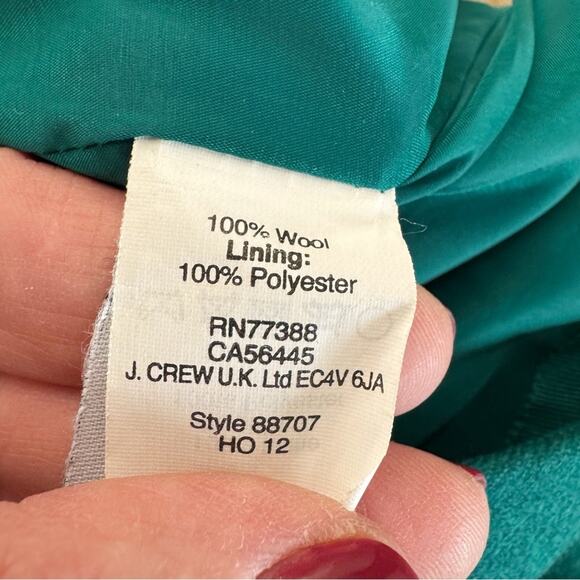 100% Wool
Lining:
100% Polyester
RN77388
CA56445
J. CREW U.K. Ltd EC4V 6JA
Style 88707
HO 12